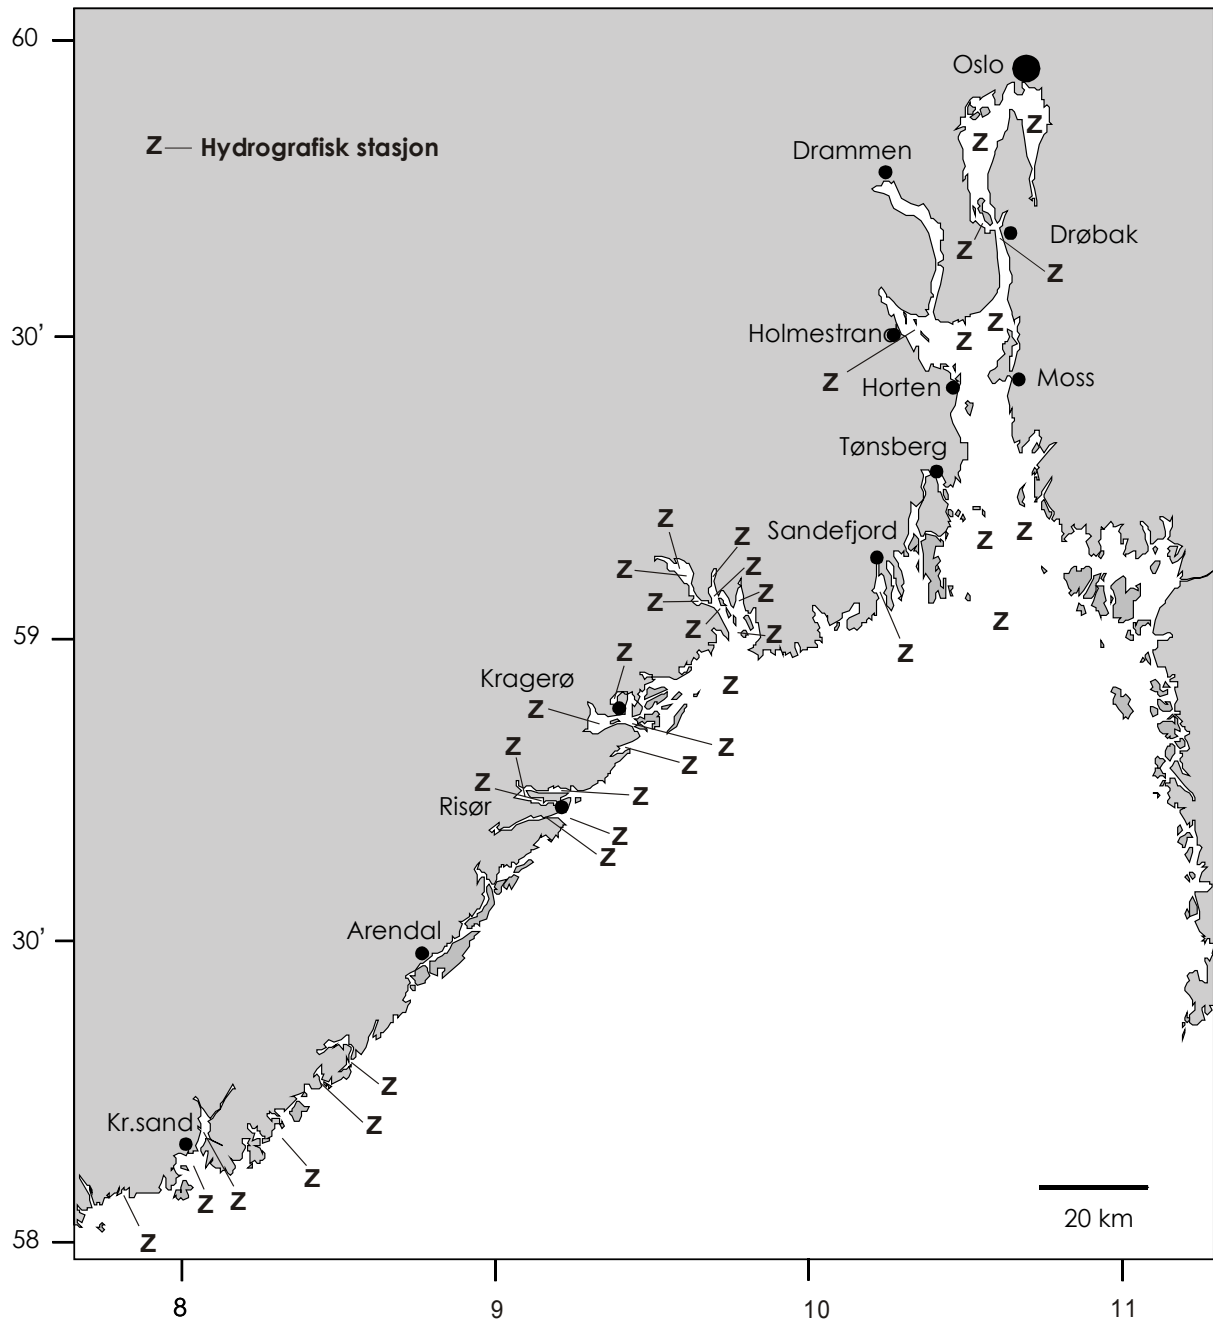 60
Oslo
Z
Z — Hydrografisk stasjon
Z
Drammen
Drøbak
Z
Z
Z
30'
Holmestrand
Z
Z
Moss
Horten
Tønsberg
Z
Sandefjord
Z
Z
Z
Z
Z
Z
Z
Z
Z
Z
Z
59
Z
Z
Kragerø
Z
Z
Z
Z
Z
Z
Z
Risør
Z
Z
Arendal
30'
Z
Kr.sand
Z
Z
Z
Z
20 km
58
Z
8
9
10
11